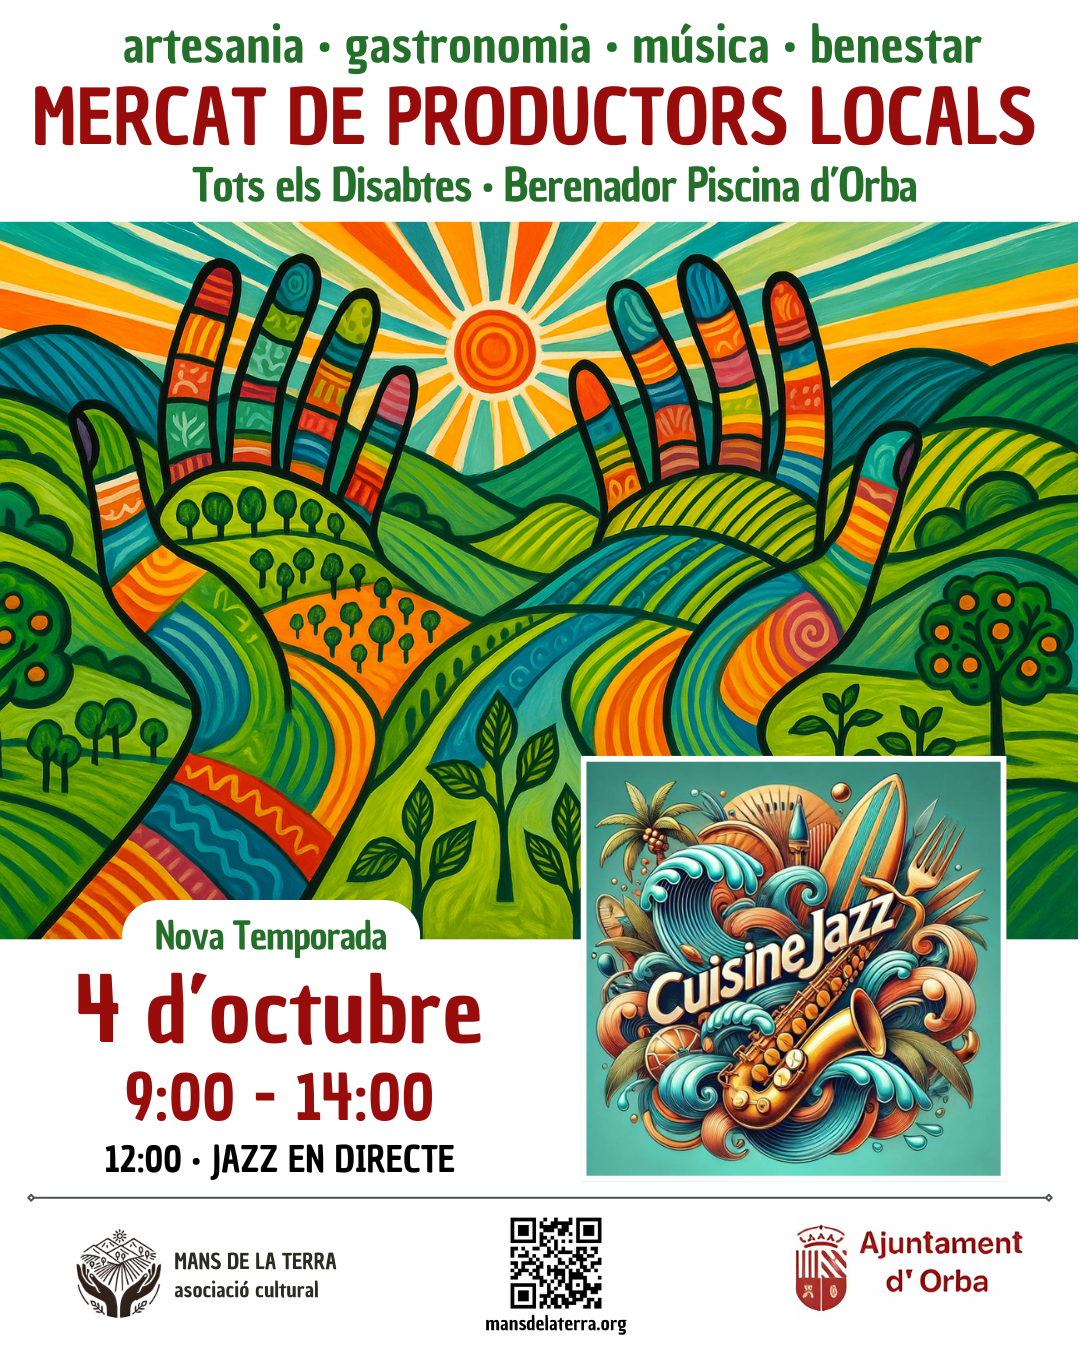 artesania • gastronomia • música • benestar
MERCAT DE PRODUCTORS LOCALS
Tots els Disabtes • Berenador Piscina d'Orba
CuisineJazz
Nova Temporada
4 d'octubre
9:00 - 14:00
12:00 • JAZZ EN DIRECTE
MANS DE LA TERRA
asociació cultural
mansdelaterra.org
Ajuntament
d' Orba